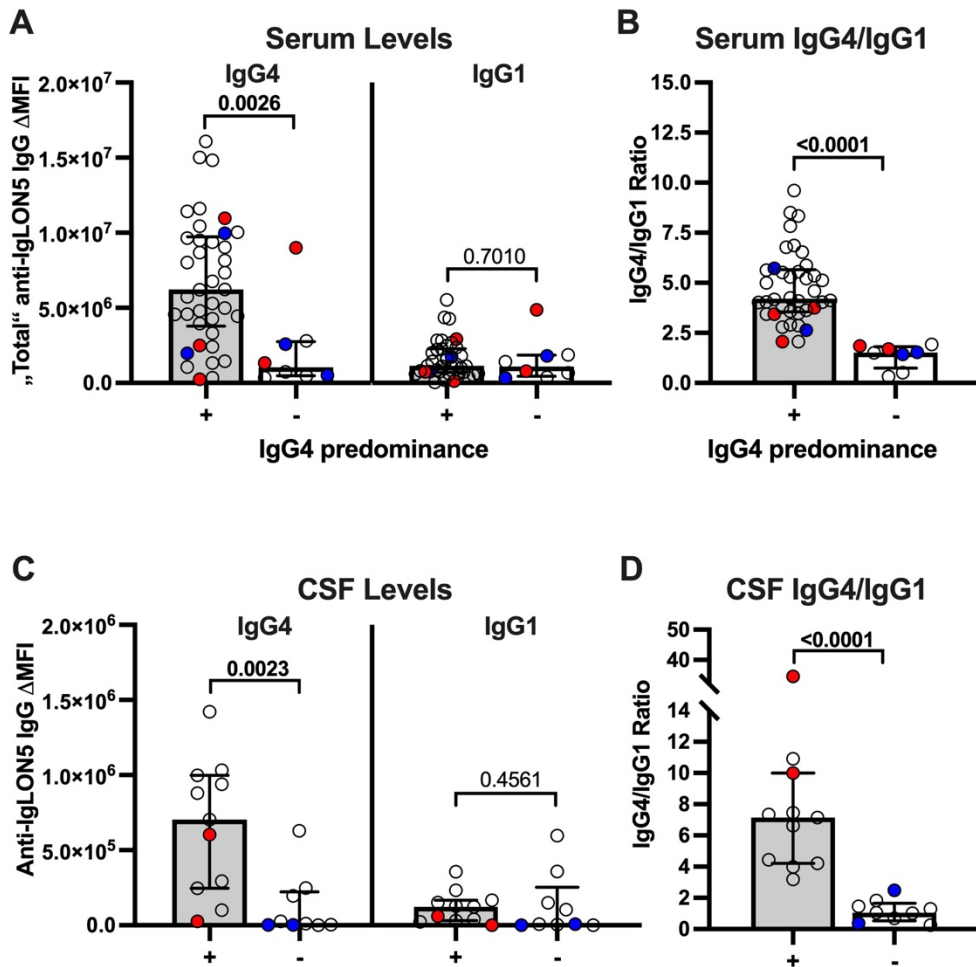 A
Serum Levels
IgG4
IgG1
„Total“ anti-IgLON5 IgG ΔMFI
2.0×10⁷
1.5×10⁷
1.0×10⁷
5.0×10⁶
0.0
0.0026
0.7010
+
-
+
-
IgG4 predominance
B
Serum IgG4/IgG1
IgG4/IgG1 Ratio
15.0
12.5
10.0
7.5
5.0
2.5
0.0
<0.0001
+
-
IgG4 predominance
C
CSF Levels
IgG4
IgG1
Anti-IgLON5 IgG ΔMFI
2.0×10⁶
1.5×10⁶
1.0×10⁶
5.0×10⁵
0.0
0.0023
0.4561
+
-
+
-
D
CSF IgG4/IgG1
IgG4/IgG1 Ratio
50
40
14
12
10
8
6
4
2
0
<0.0001
+
-